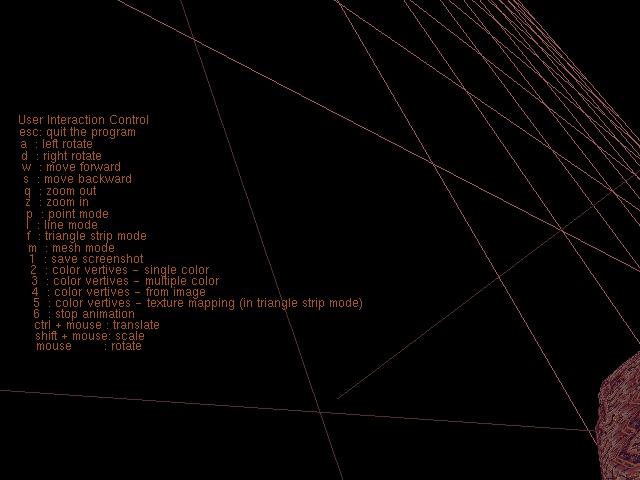 User Interaction Control
esc: quit the program
a : left rotate
d : right rotate
w : move forward
s : move backward
q : zoom out
z : zoom in
p : point mode
l : line mode
f : triangle strip mode
m : mesh mode
1 : save screenshot
2 : color vertives - single color
3 : color vertives - multiple color
4 : color vertives - from image
5 : color vertives - texture mapping (in triangle strip mode)
6 : stop animation
ctrl + mouse : translate
shift + mouse: scale
mouse : rotate